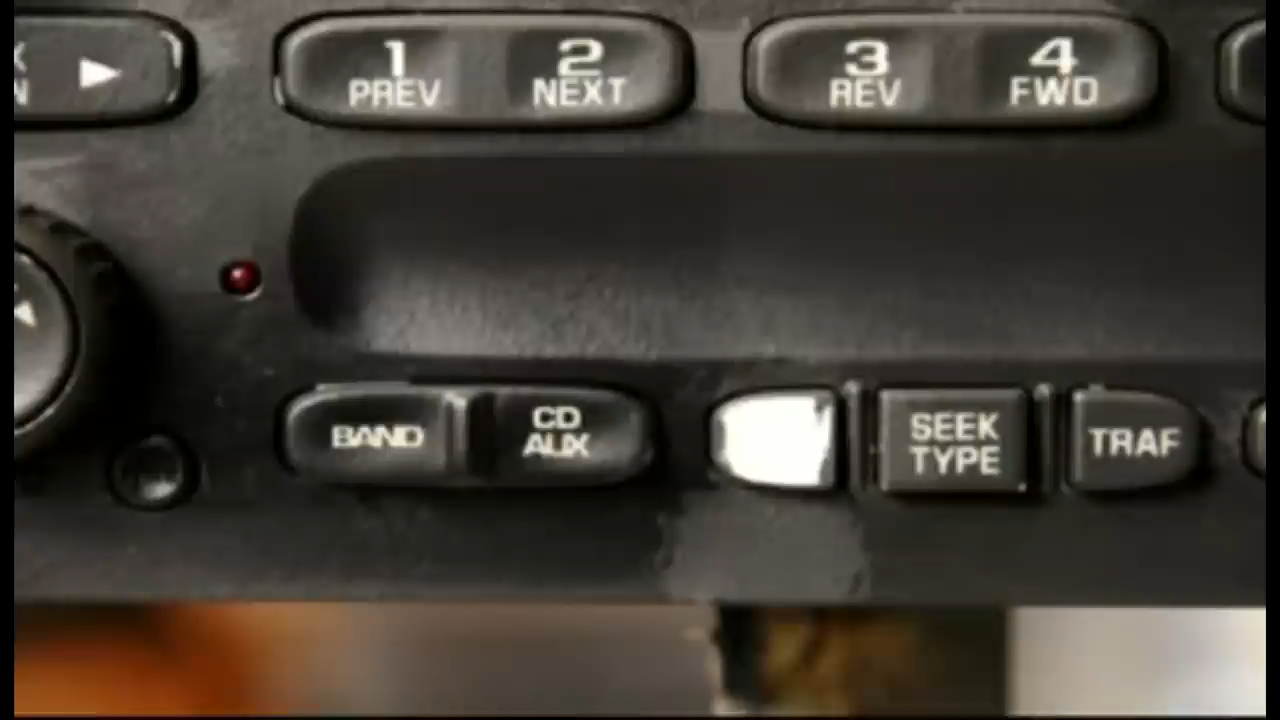 1 2 3 4
PREV NEXT REV FWD
BAND
CD
AUX
SEEK
TYPE
TRAF